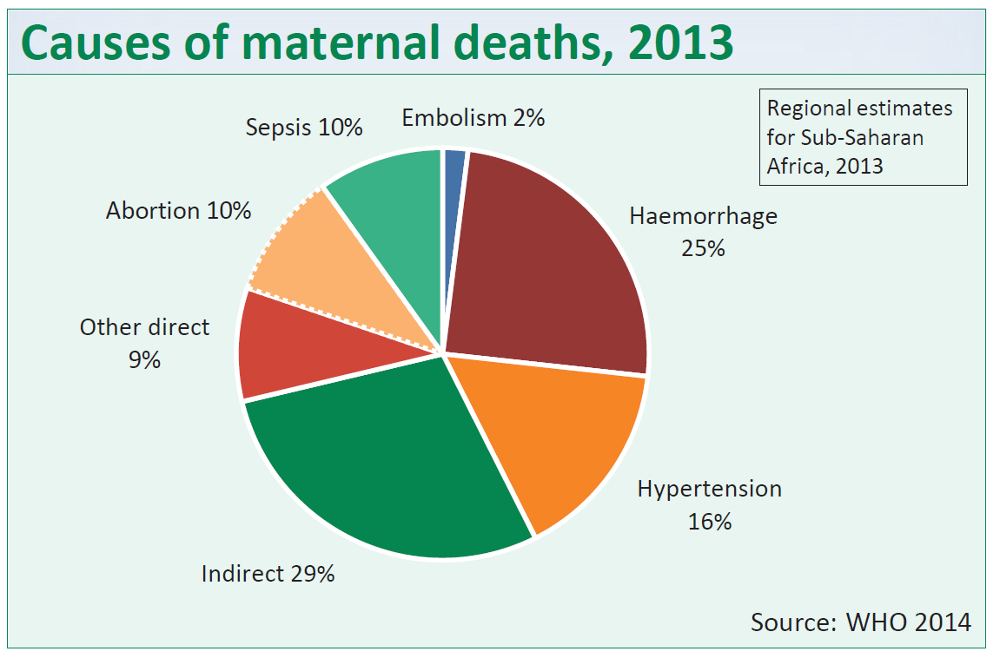 Causes of maternal deaths, 2013
Regional estimates
for Sub-Saharan
Africa, 2013
Embolism 2%
Sepsis 10%
Abortion 10%
Haemorrhage
25%
Other direct
9%
Hypertension
16%
Indirect 29%
Source: WHO 2014